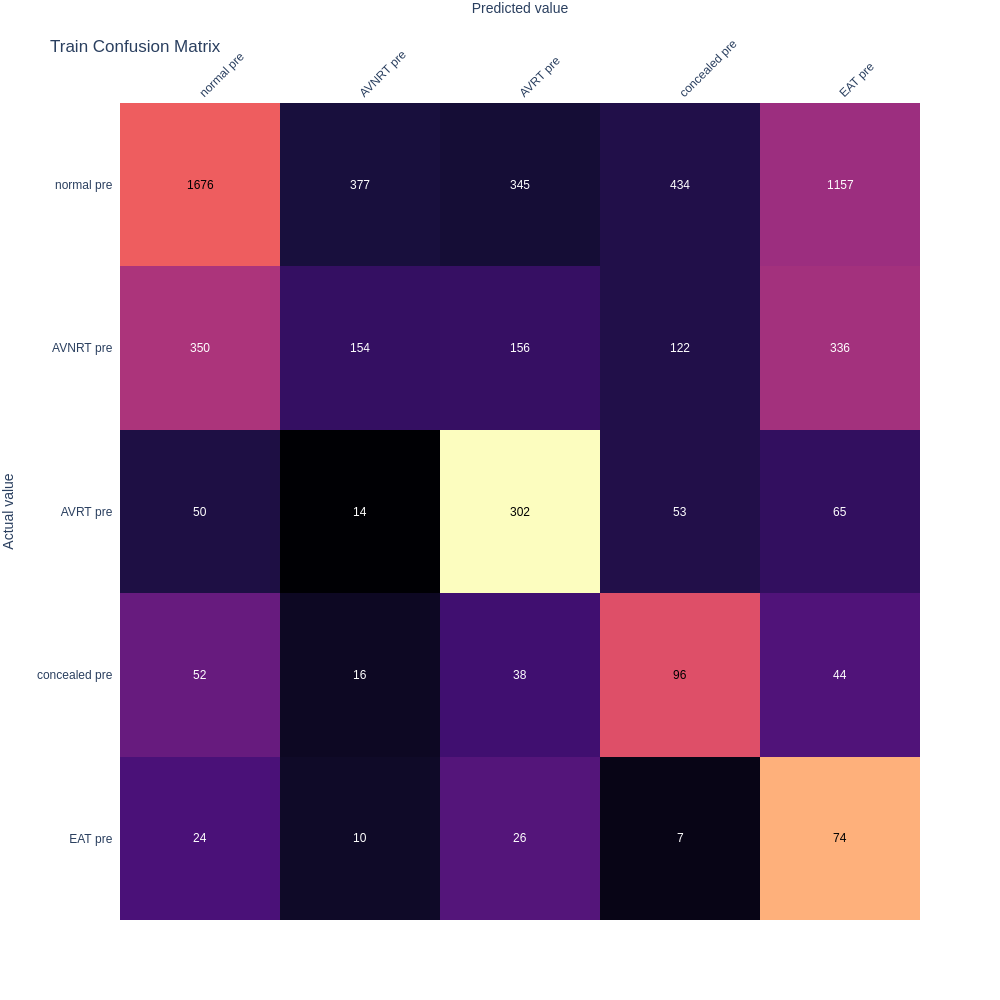 Predicted value
Train Confusion Matrix
normal pre AVNRT pre AVRT pre concealed pre EAT pre
normal pre 1676 377 345 434 1157
AVNRT pre 350 154 156 122 336
Actual value
AVRT pre 50 14 302 53 65
concealed pre 52 16 38 96 44
EAT pre 24 10 26 7 74